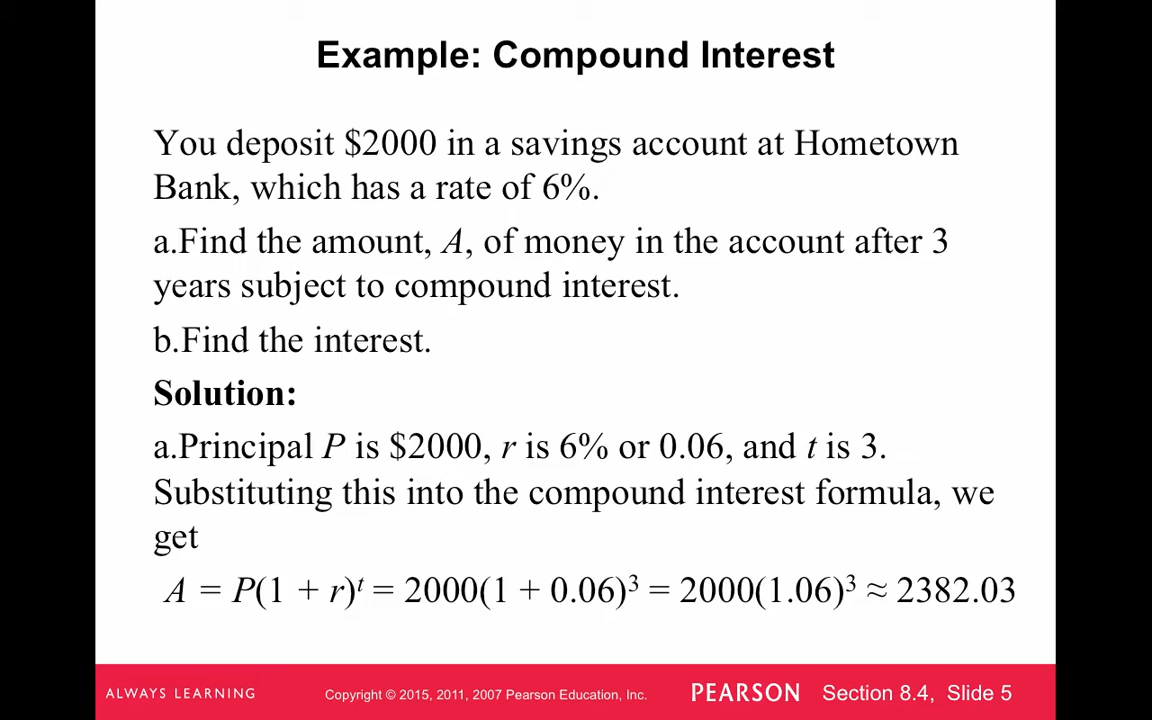 Example: Compound Interest
You deposit $2000 in a savings account at Hometown
Bank, which has a rate of 6%.
a.Find the amount, A, of money in the account after 3
years subject to compound interest.
b.Find the interest.
Solution:
a.Principal P is $2000, r is 6% or 0.06, and t is 3.
Substituting this into the compound interest formula, we
get
A = P(1 + r)ᵗ = 2000(1 + 0.06)³ = 2000(1.06)³ ≈ 2382.03
ALWAYS LEARNING Copyright © 2015, 2011, 2007 Pearson Education, Inc. PEARSON Section 8.4, Slide 5